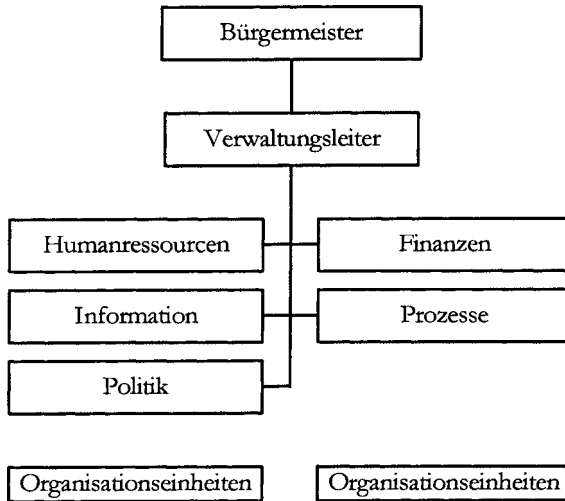 Bürgermeister
Verwaltungsleiter
Humanressourcen
Finanzen
Information
Prozesse
Politik
Organisationseinheiten
Organisationseinheiten